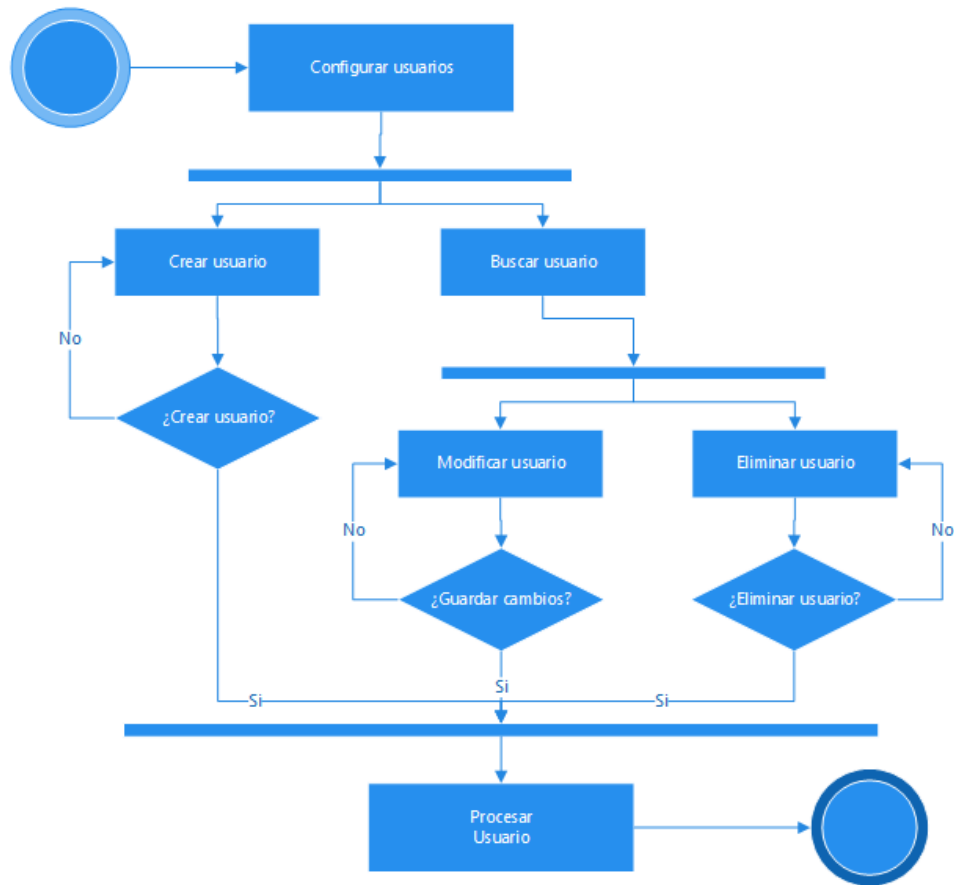 Configurar usuarios
Crear usuario
Buscar usuario
No
¿Crear usuario?
Modificar usuario
Eliminar usuario
No
No
¿Guardar cambios?
¿Eliminar usuario?
Si
Si
Si
Procesar
Usuario